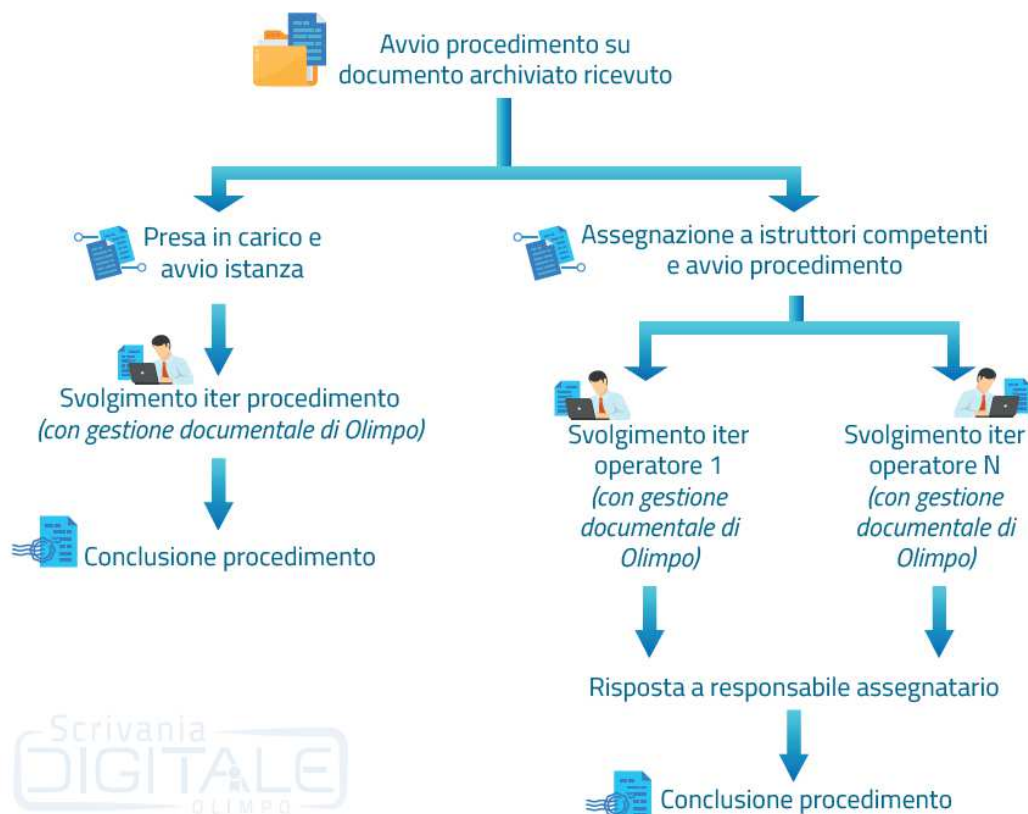 Avvio procedimento su
documento archiviato ricevuto
Presa in carico e
avvio istanza
Svolgimento iter procedimento
(con gestione documentale di Olimpo)
Conclusione procedimento
Assegnazione a istruttori competenti
e avvio procedimento
Svolgimento iter
operatore 1
(con gestione
documentale di
Olimpo)
Svolgimento iter
operatore N
(con gestione
documentale di
Olimpo)
Risposta a responsabile assegnatario
Conclusione procedimento
Scrivania
DIGITALE
OLIMPO